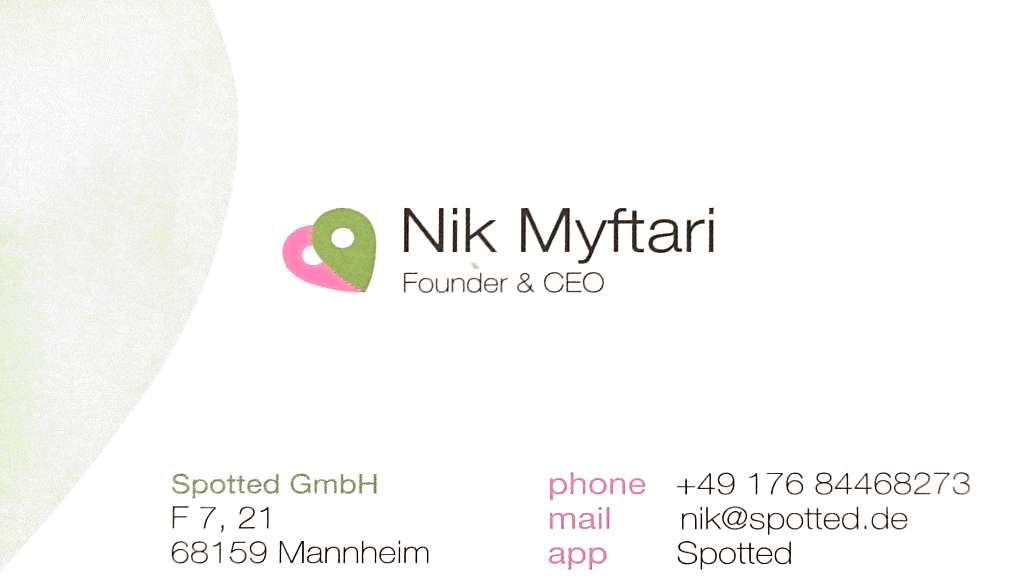 Nik Myftari
Founder & CEO
Spotted GmbH
F 7, 21
68159 Mannheim
phone +49 176 84468273
mail nik@spotted.de
app Spotted